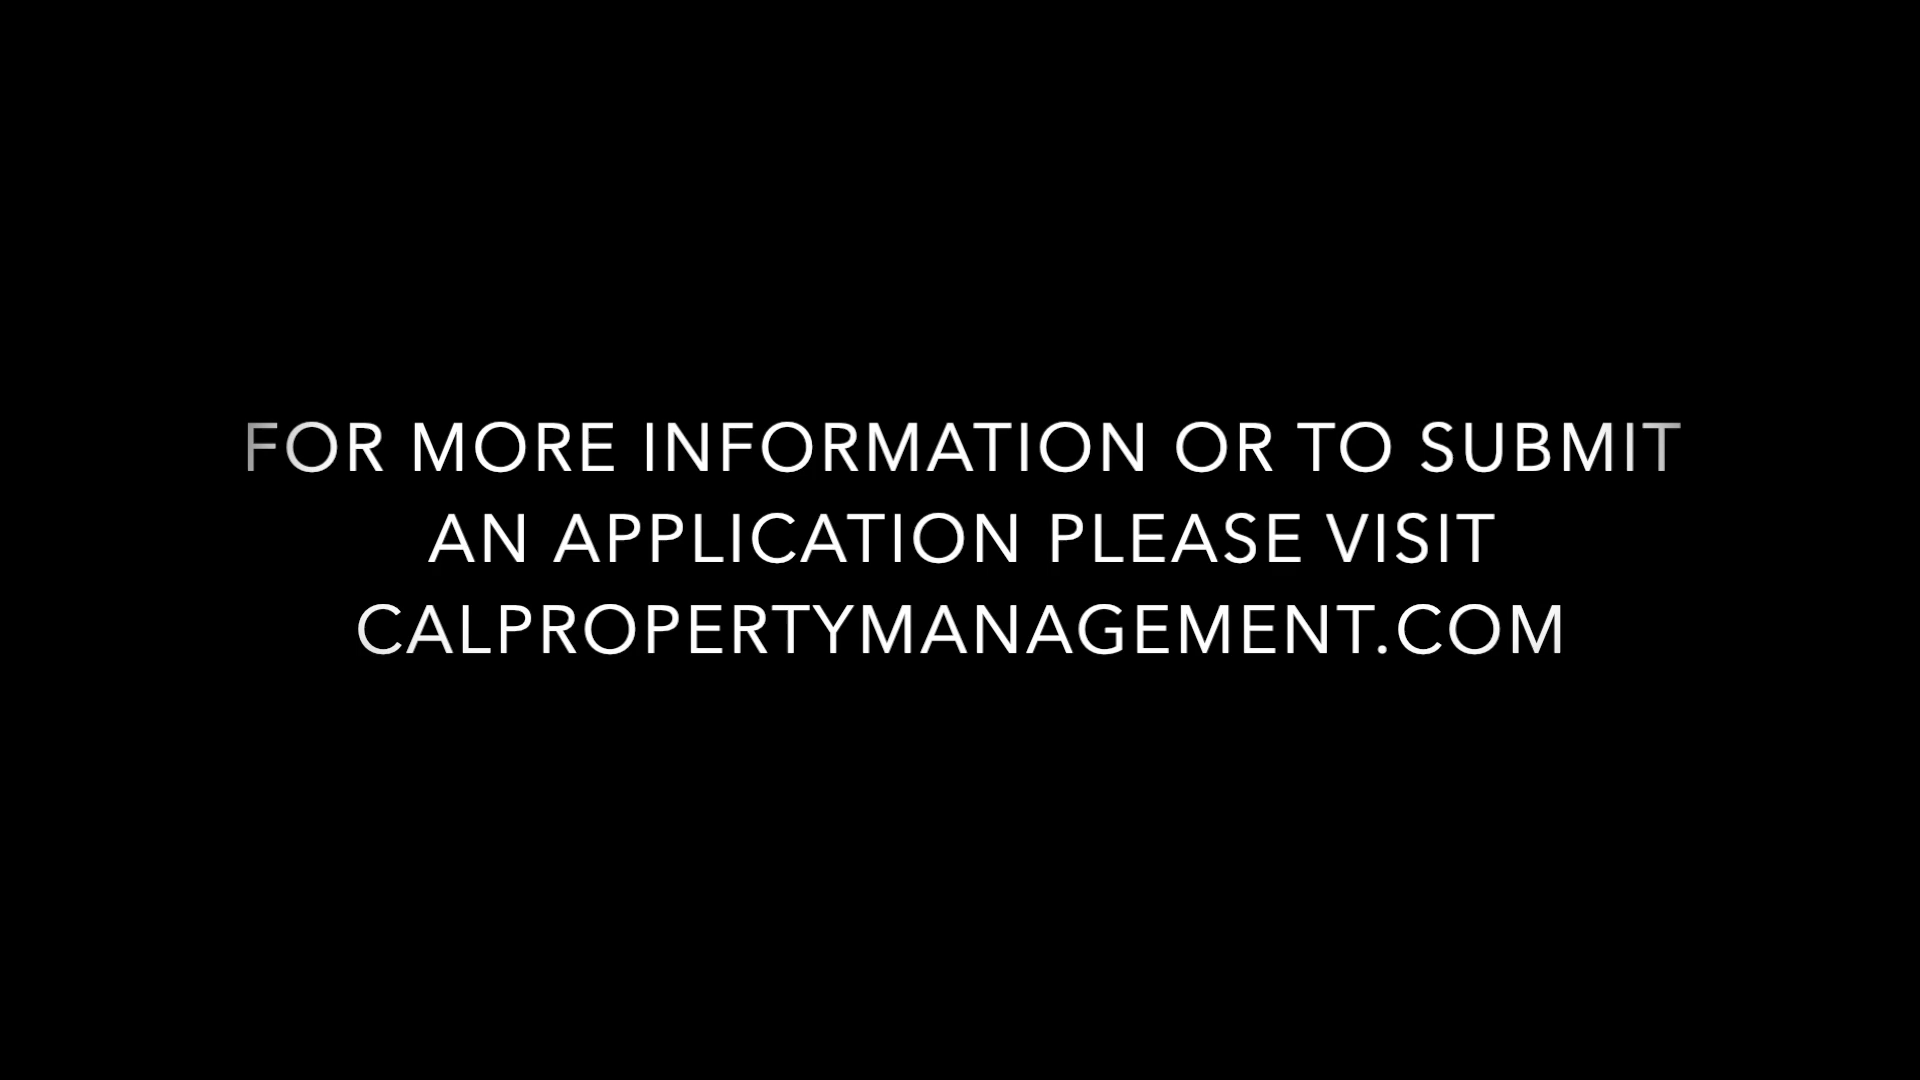 FOR MORE INFORMATION OR TO SUBMIT
AN APPLICATION PLEASE VISIT
CALPROPERTYMANAGEMENT.COM